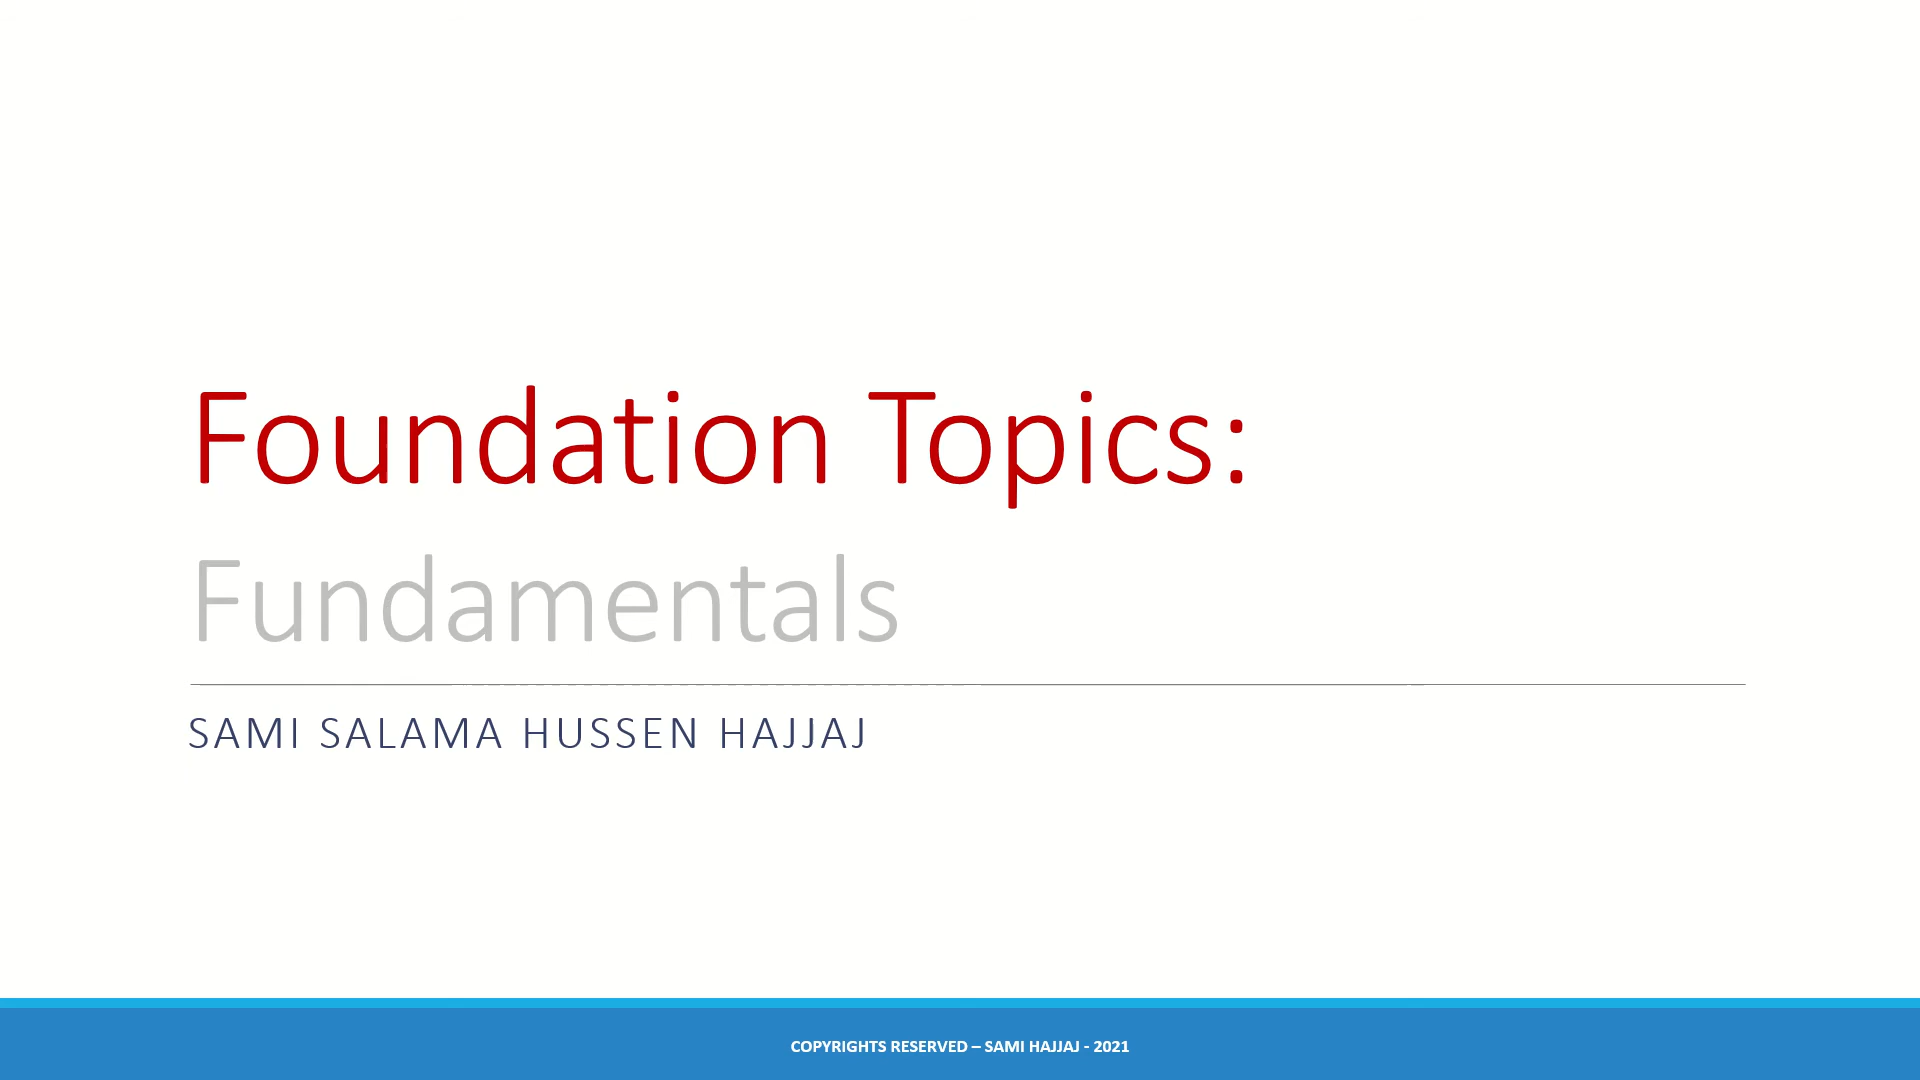 Foundation Topics:
Fundamentals
SAMI SALAMA HUSSEN HAJJAJ
COPYRIGHTS RESERVED – SAMI HAJJAJ - 2021